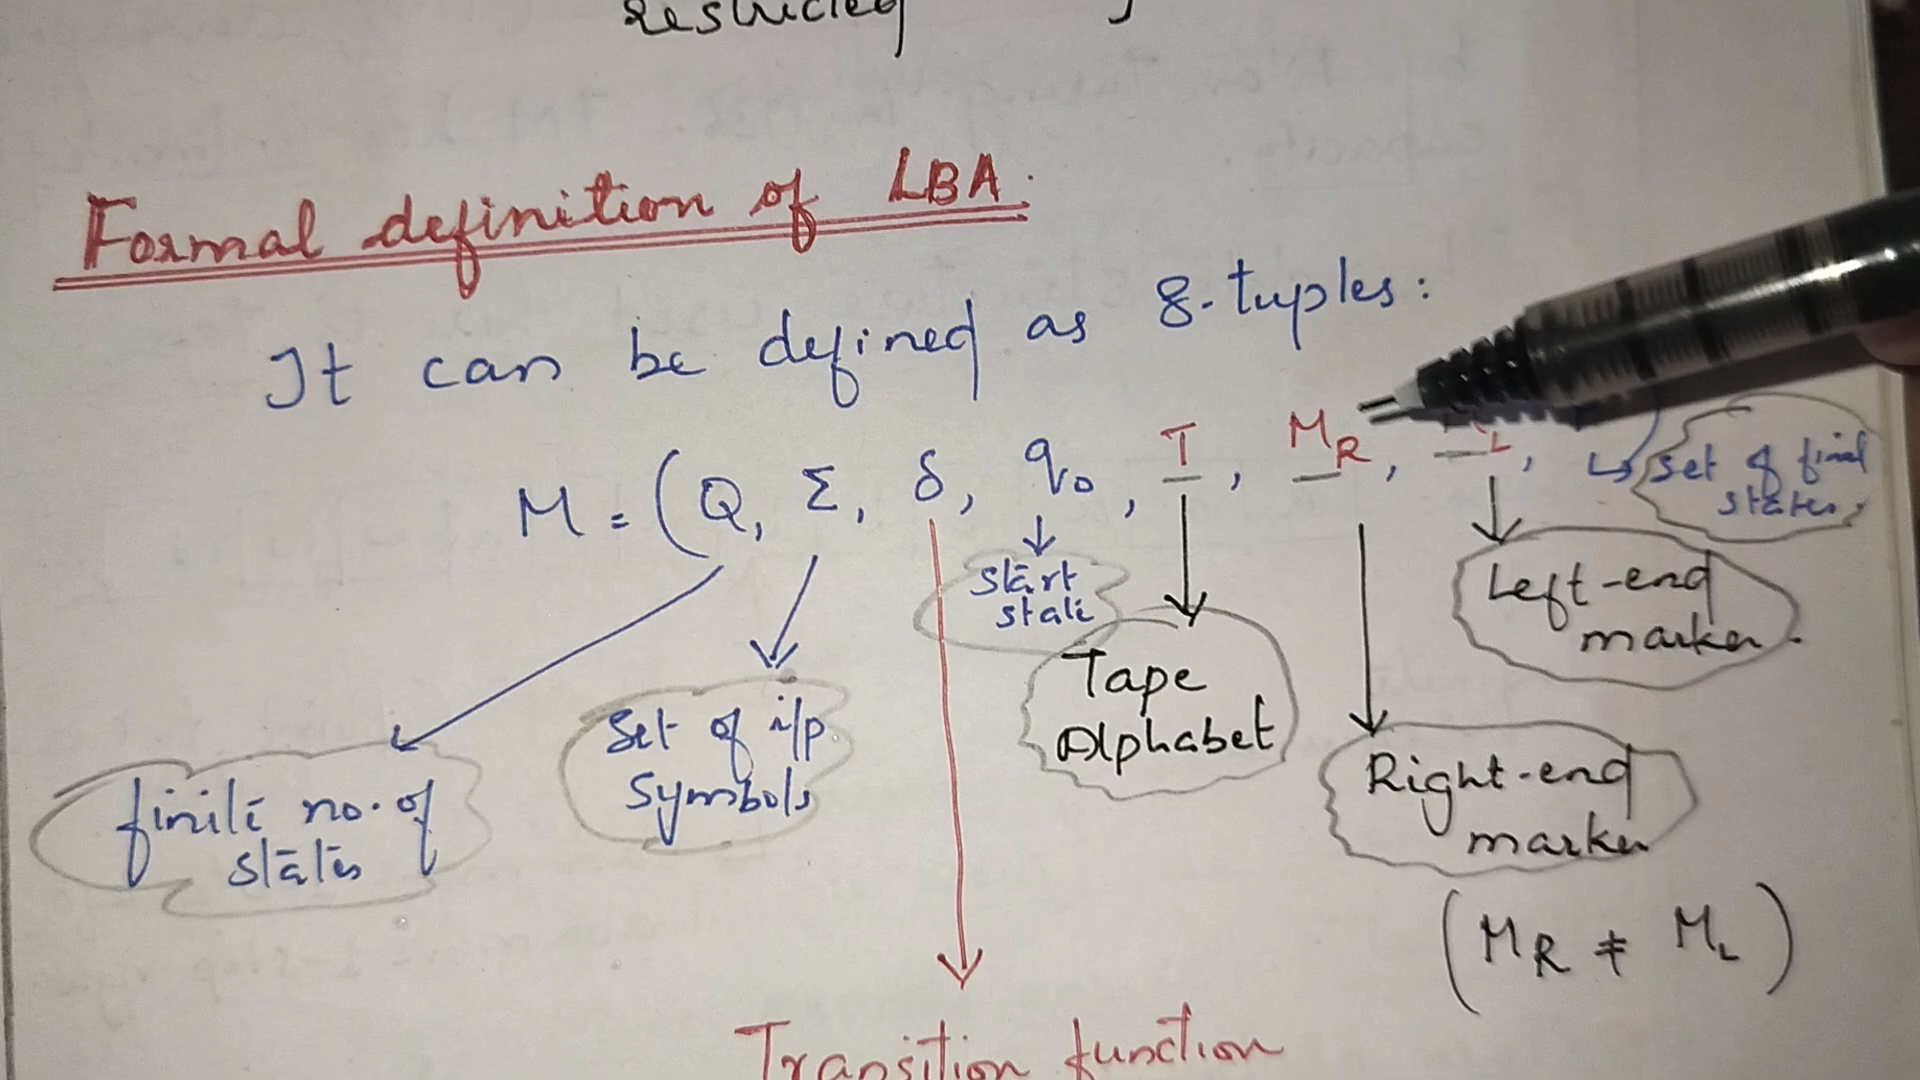 restricted
Formal definition of LBA.
It can be defined as 8-tuples:
M = (Q, Σ, δ, q0, T, MR, L,
↳ set of final states,
start state
Left-end marker.
Tape Alphabet
set of i/p symbols
finite no. of states
Right-end marker
(MR ≠ ML)
Transition function